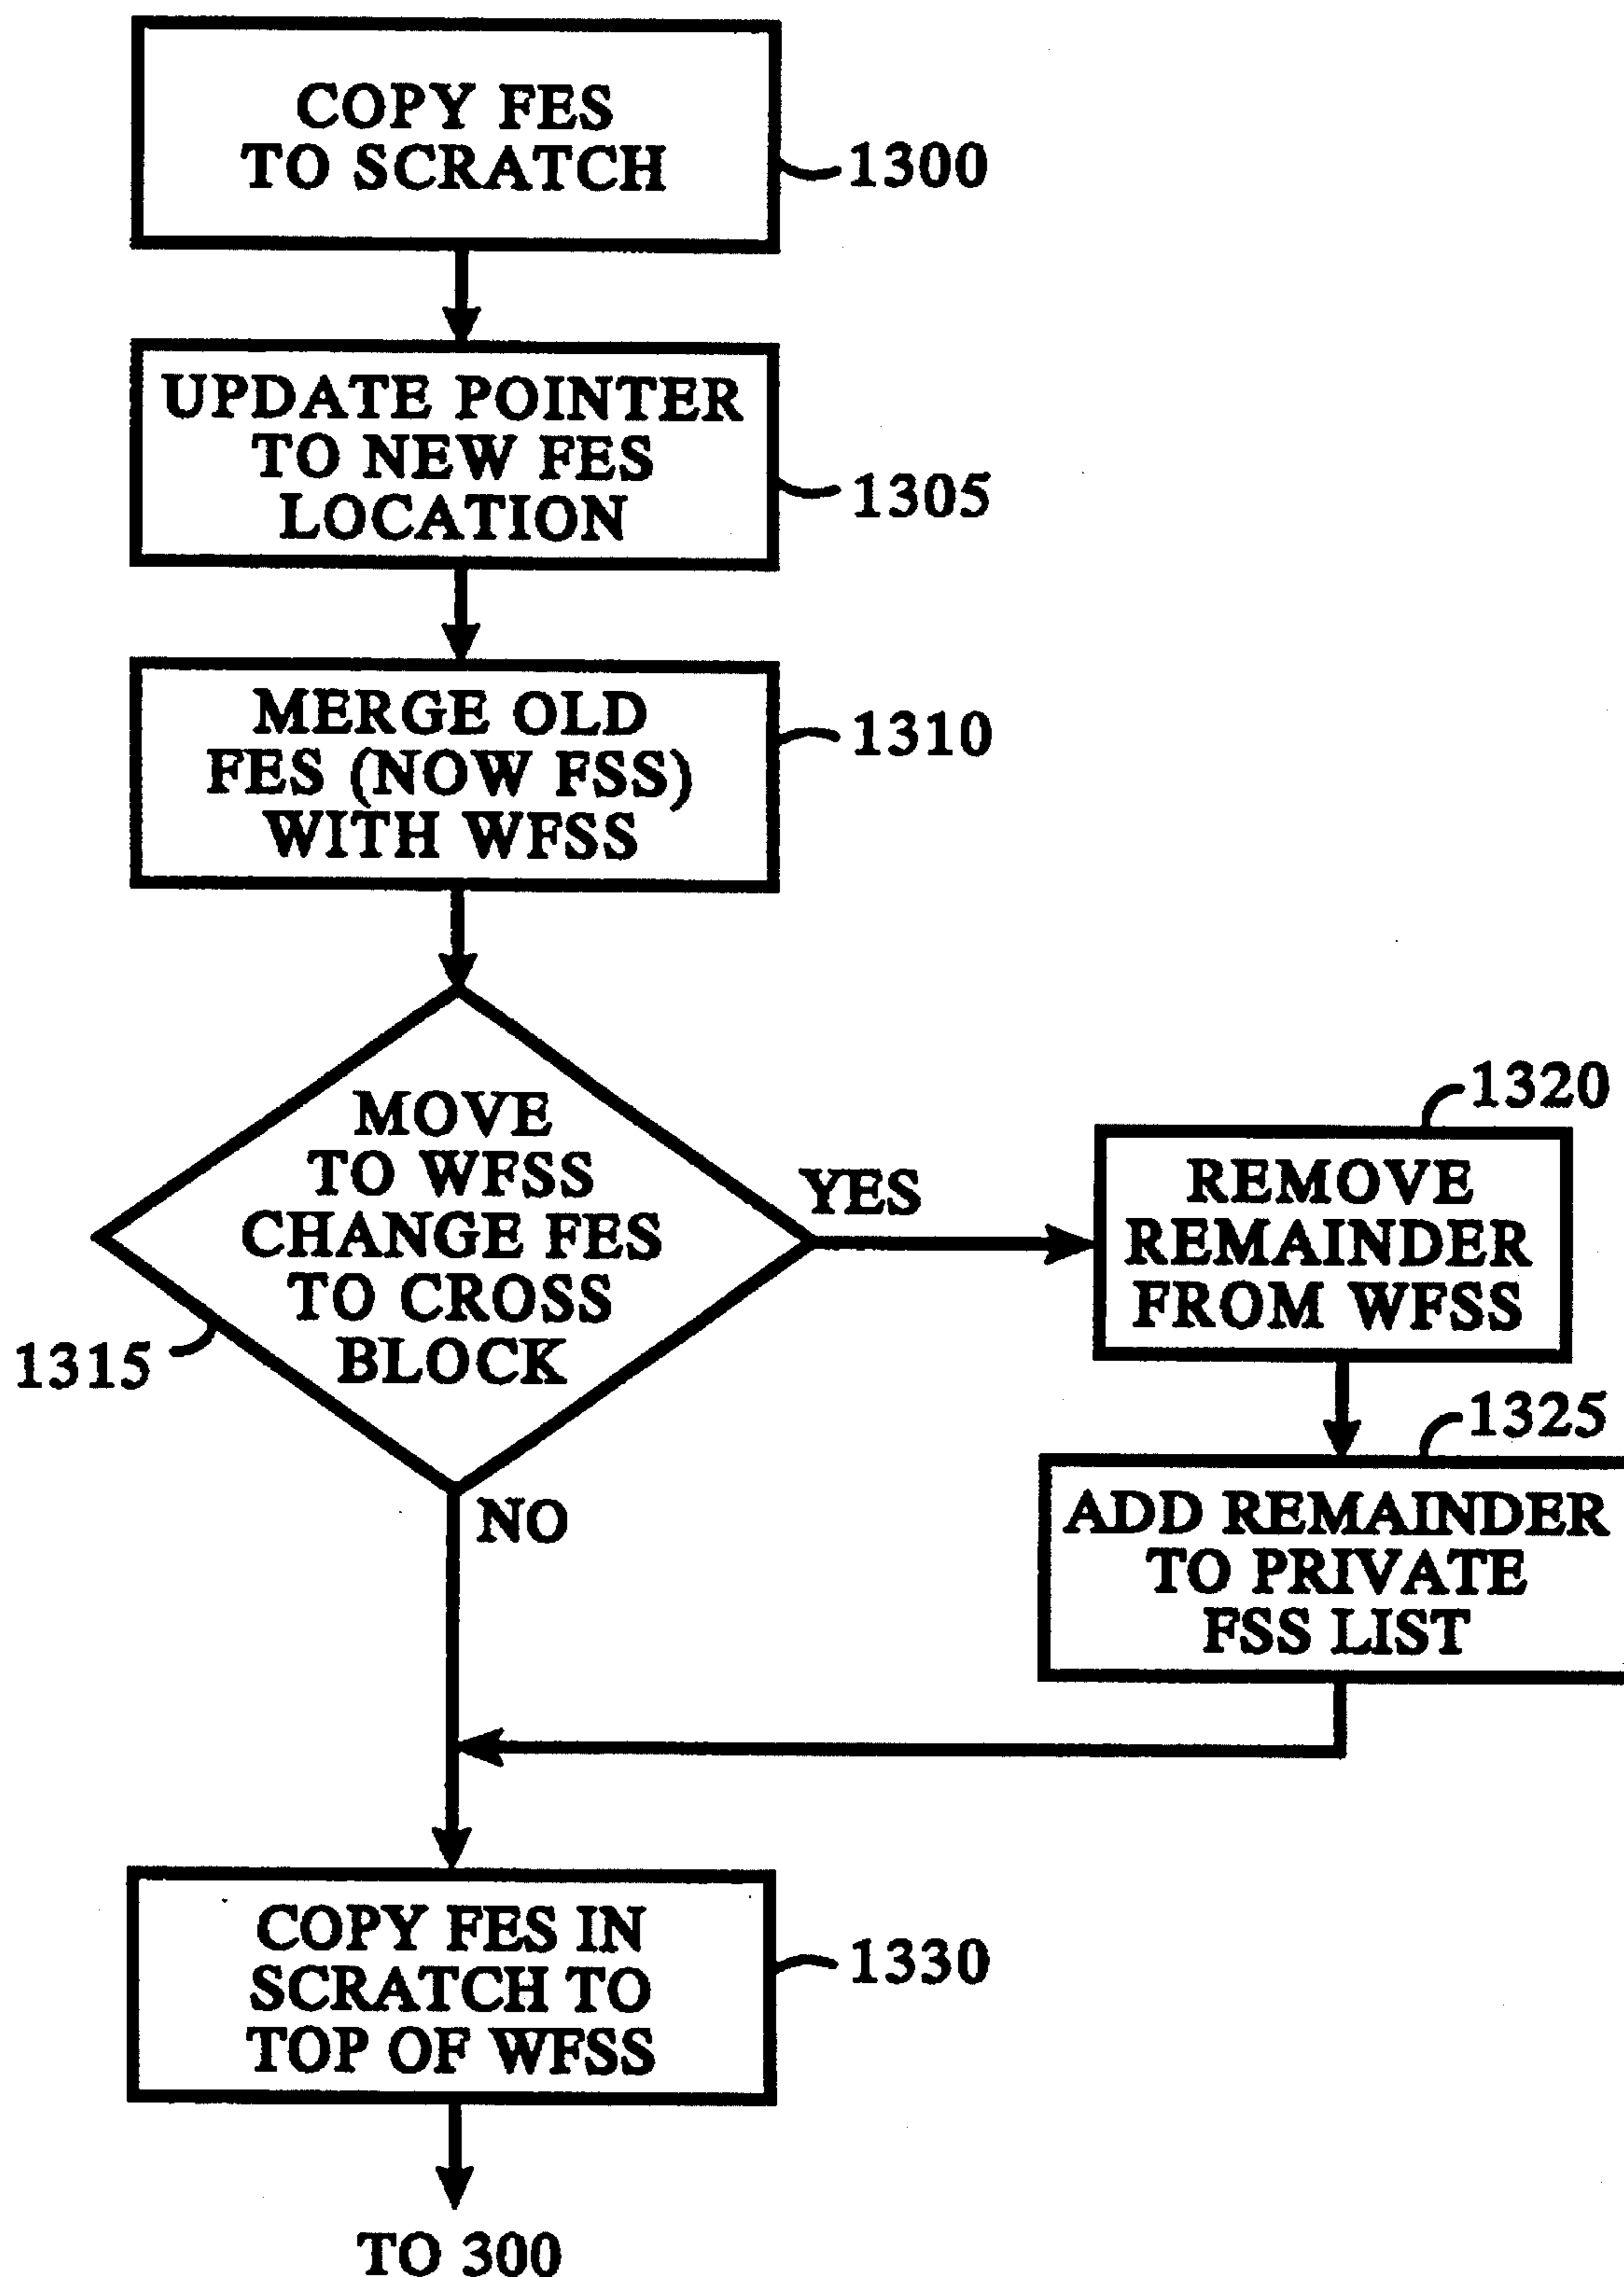 COPY FES
TO SCRATCH
1300
UPDATE POINTER
TO NEW FES
LOCATION
1305
MERGE OLD
FES (NOW FSS)
WITH WFSS
1310
MOVE
TO WFSS
CHANGE FES
TO CROSS
BLOCK
1315
YES
NO
1320
REMOVE
REMAINDER
FROM WFSS
1325
ADD REMAINDER
TO PRIVATE
FSS LIST
COPY FES IN
SCRATCH TO
TOP OF WFSS
1330
TO 300